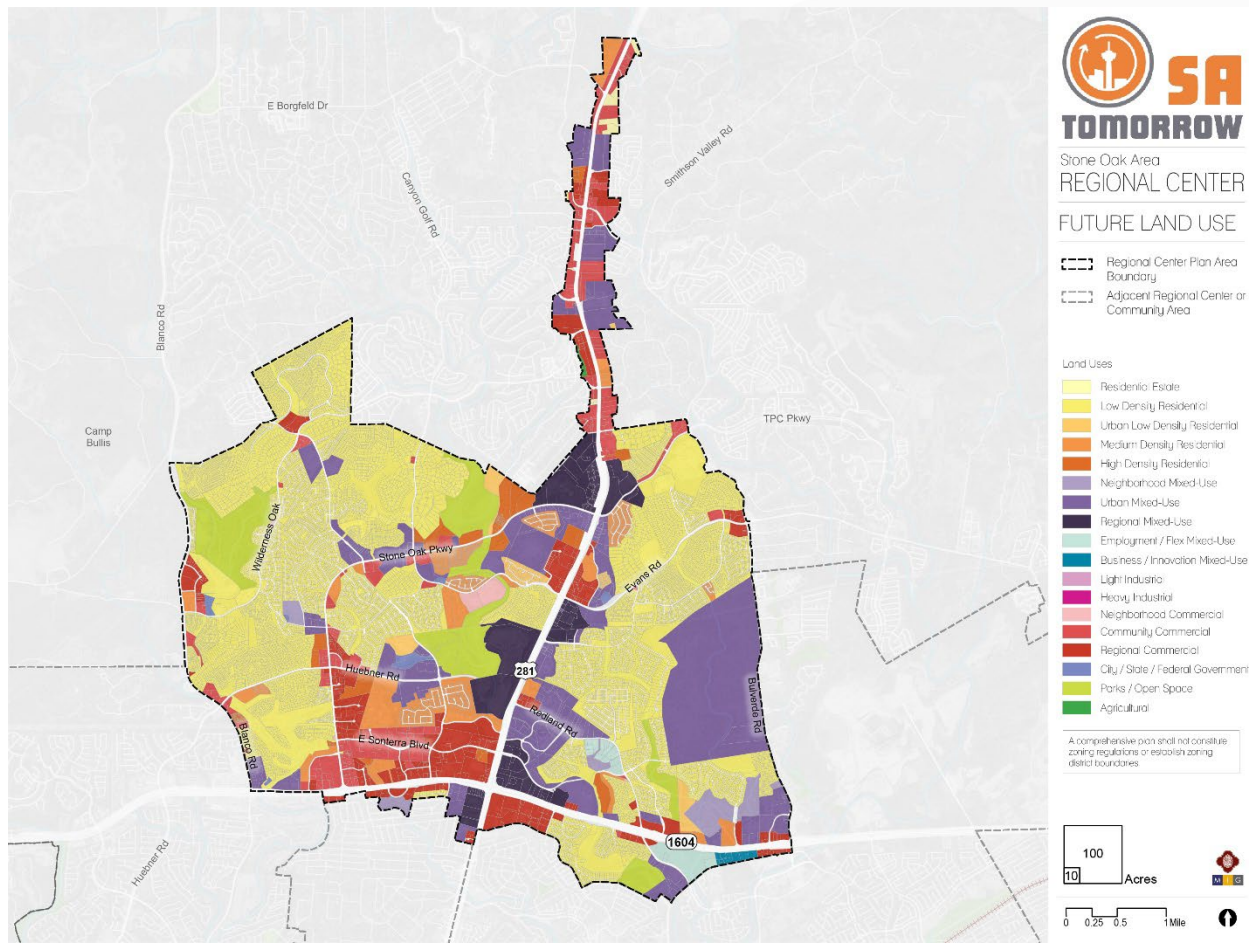 E Borgfeld Dr
Smithson Valley Rd
Canyon Golf Rd
Blanco Rd
Camp
Bullis
TPC Pkwy
Wilderness Oak
Stone Oak Pkwy
Evans Rd
Huebner Rd
281
Bulverde Rd
Redland Rd
Blanco Rd
E Sonterra Blvd
1604
Huebner Rd
SA
TOMORROW
Stone Oak Area
REGIONAL CENTER
FUTURE LAND USE
Regional Center Plan Area
Boundary
Adjacent Regional Center or
Community Area
Land Uses
Residential Estate
Low Density Residential
Urban Low Density Residential
Medium Density Residential
High Density Residential
Neighborhood Mixed-Use
Urban Mixed-Use
Regional Mixed-Use
Employment / Flex Mixed-Use
Business / Innovation Mixed-Use
Light Industrial
Heavy Industrial
Neighborhood Commercial
Community Commercial
Regional Commercial
City / State / Federal Government
Parks / Open Space
Agricultural
A comprehensive plan shall not constitute
zoning regulations or establish zoning
district boundaries
100
10
Acres
M I G
0 0.25 0.5 1 Mile